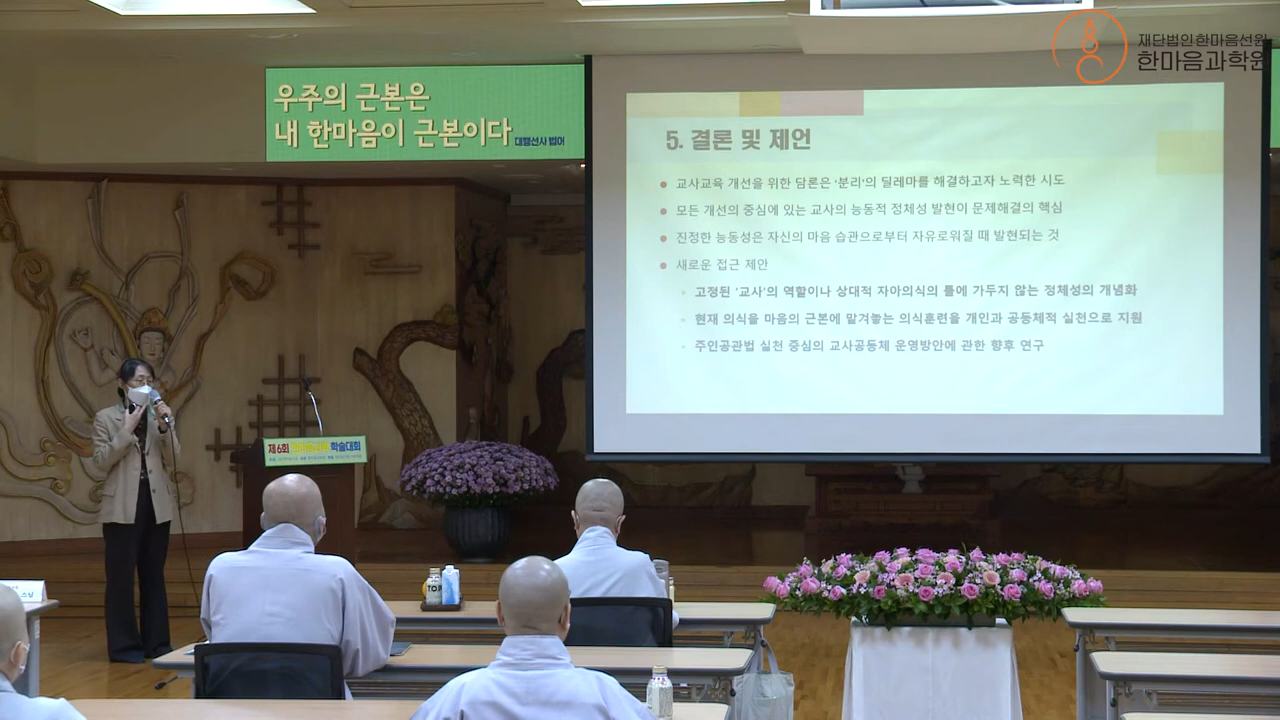 재단법인한마음선원
한마음과학원
우주의 근본은
내 한마음이 근본이다 대행선사 법어
5. 결론 및 제언
교사교육 개선을 위한 담론은 '분리'의 딜레마를 해결하고자 노력한 시도
모든 개선의 중심에 있는 교사의 능동적 정체성 발현이 문제해결의 핵심
진정한 능동성은 자신의 마음 습관으로부터 자유로워질 때 발현되는 것
새로운 접근 제안
고정된 '교사'의 역할이나 상대적 자아의식의 틀에 가두지 않는 정체성의 개념화
현재 의식을 마음의 근본에 맡겨놓는 의식훈련을 개인과 공동체적 실천으로 지원
주인공관법 실천 중심의 교사공동체 운영방안에 관한 향후 연구
제6회 한마음선원 학술대회
스님
TOP